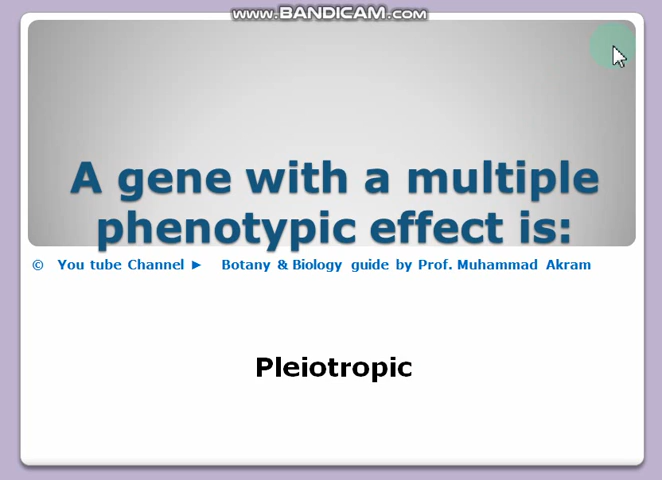 www.BANDICAM.com
A gene with a multiple
phenotypic effect is:
© You tube Channel ► Botany & Biology guide by Prof. Muhammad Akram
Pleiotropic